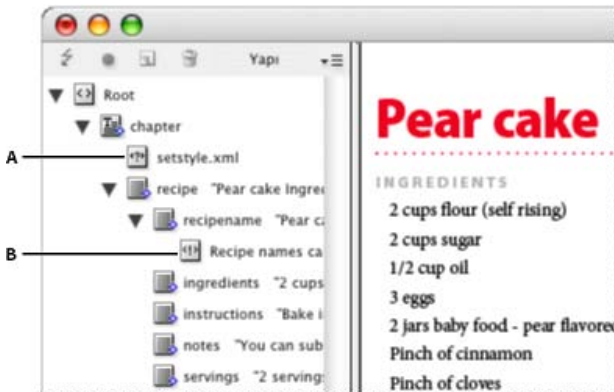 Yapı
Root
chapter
A
setstyle.xml
recipe "Pear cake Ingre
recipename "Pear c
B
Recipe names ca
ingredients "2 cups
instructions "Bake i
notes "You can sub
servings "2 serving
Pear cake
INGREDIENTS
2 cups flour (self rising)
2 cups sugar
1/2 cup oil
3 eggs
2 jars baby food - pear flavored
Pinch of cinnamon
Pinch of cloves